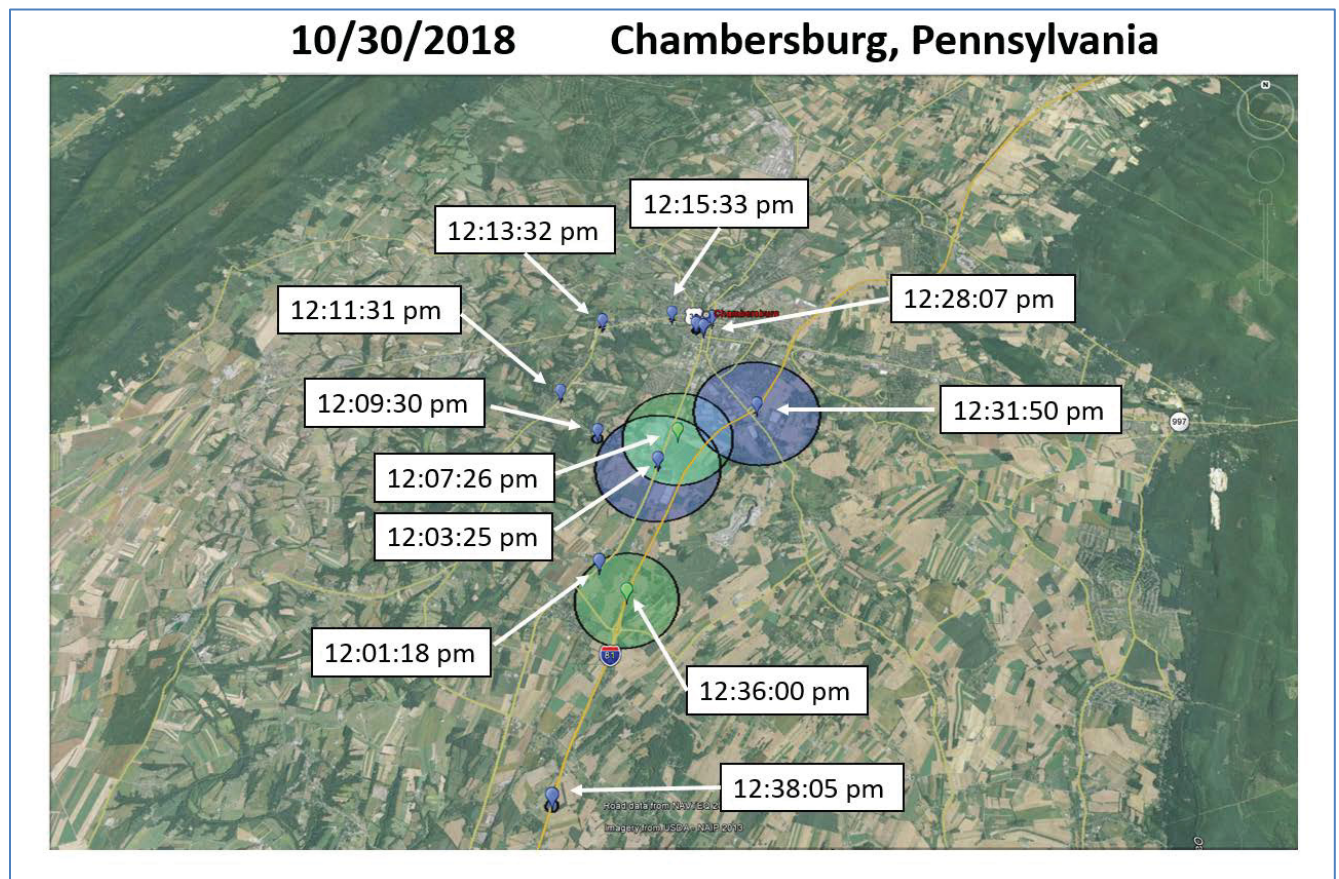 10/30/2018 Chambersburg, Pennsylvania
N
12:15:33 pm
12:13:32 pm
12:28:07 pm
12:11:31 pm
Chambersburg
12:09:30 pm
12:31:50 pm
997
12:07:26 pm
12:03:25 pm
12:01:18 pm
81
12:36:00 pm
12:38:05 pm
Road data from
Imagery from USDA - NAIP 2013